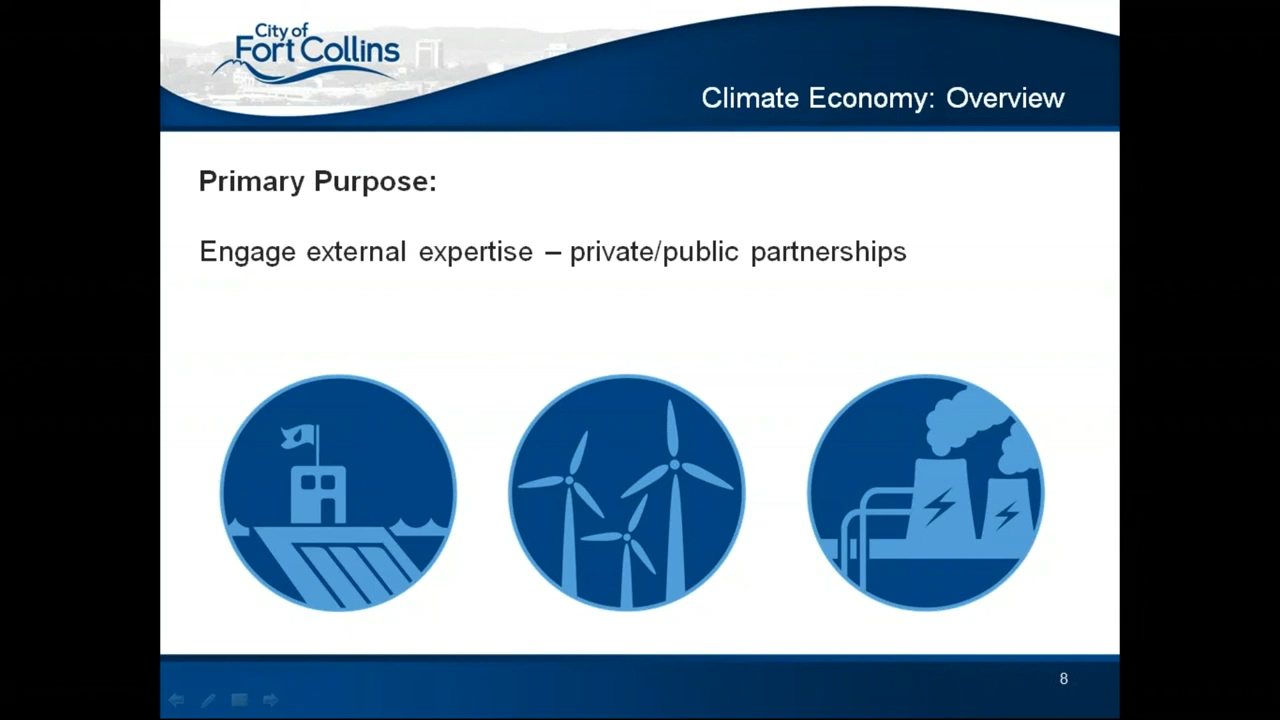 City of
Fort Collins
Climate Economy: Overview
Primary Purpose:
Engage external expertise – private/public partnerships
8